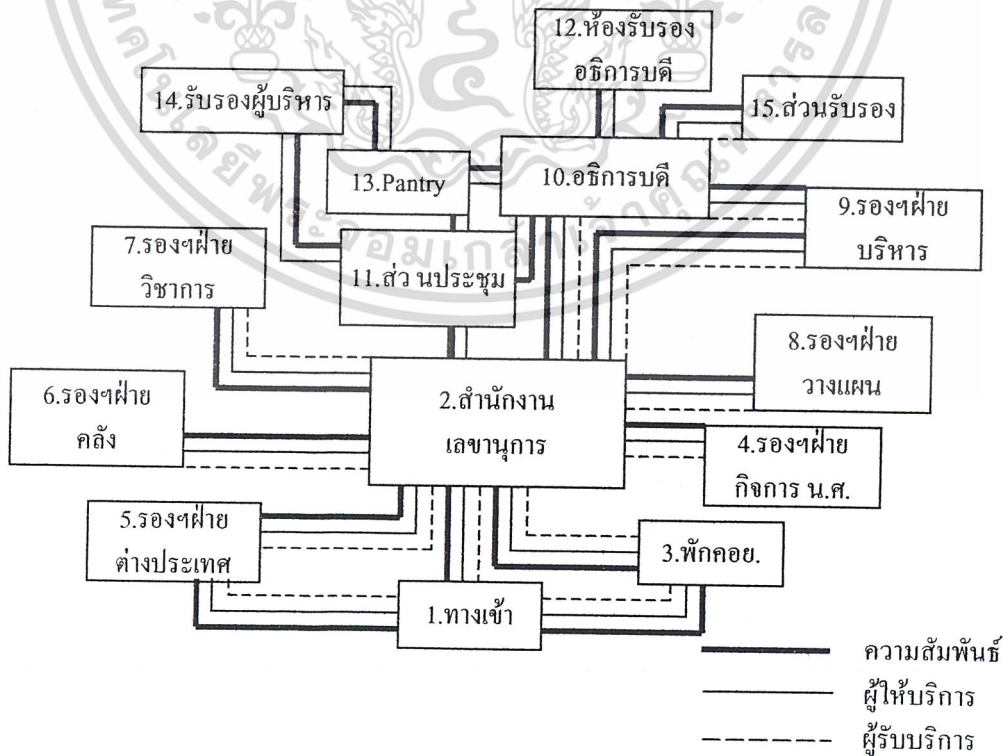 12.ห้องรับรอง
อธิการบดี
14.รับรองผู้บริหาร
15.ส่วนรับรอง
13.Pantry
10.อธิการบดี
9.รองฯฝ่าย
บริหาร
7.รองฯฝ่าย
วิชาการ
11.ส่วนประชุม
8.รองฯฝ่าย
วางแผน
6.รองฯฝ่าย
คลัง
2.สำนักงาน
เลขานุการ
4.รองฯฝ่าย
กิจการ น.ศ.
5.รองฯฝ่าย
ต่างประเทศ
3.พักคอย.
1.ทางเข้า
ความสัมพันธ์
ผู้ให้บริการ
ผู้รับบริการ